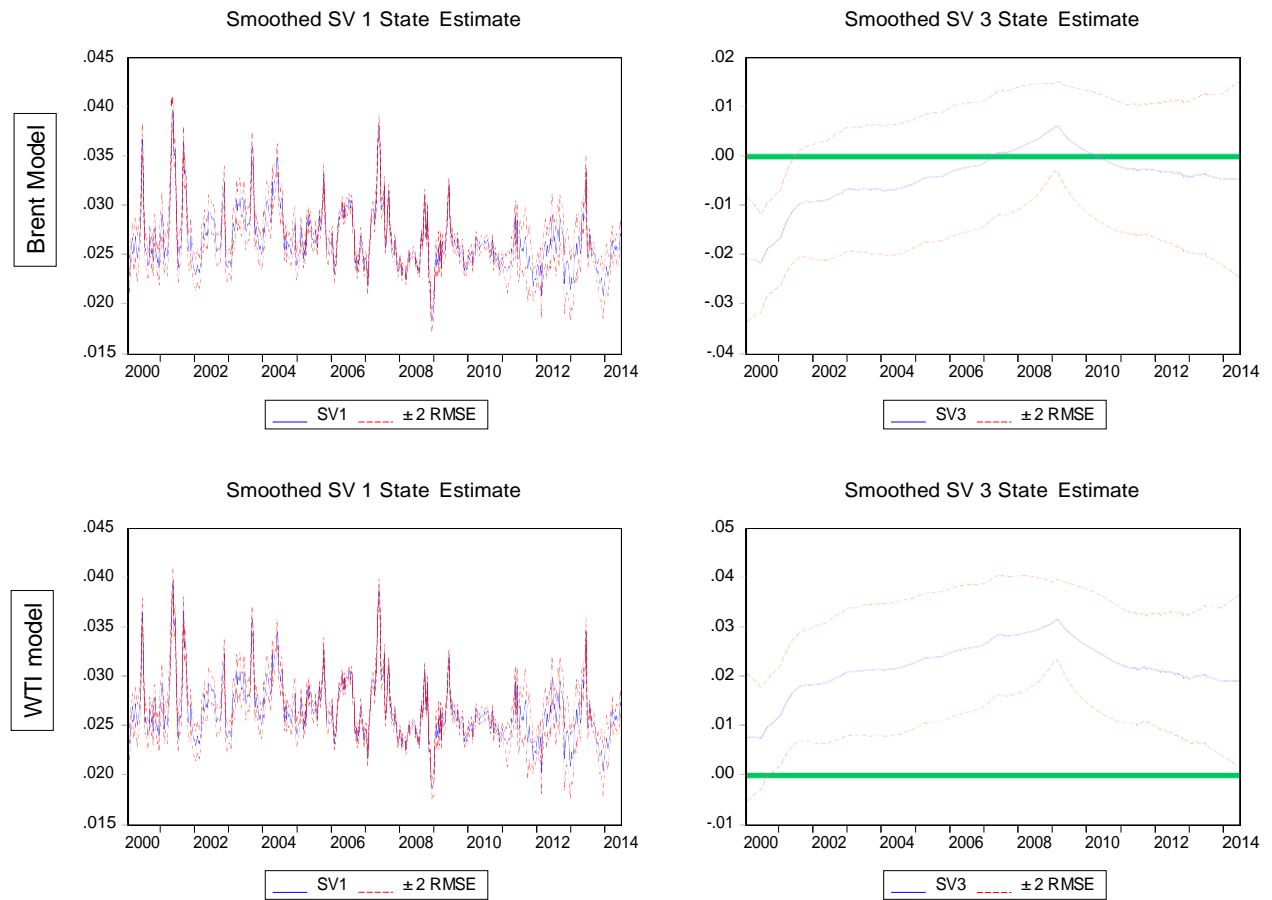 Smoothed SV 1 State Estimate
.045
.040
.035
.030
.025
.020
.015
2000 2002 2004 2006 2008 2010 2012 2014
SV1 ± 2 RMSE
Brent Model
Smoothed SV 3 State Estimate
.02
.01
.00
-.01
-.02
-.03
-.04
2000 2002 2004 2006 2008 2010 2012 2014
SV3 ± 2 RMSE
Smoothed SV 1 State Estimate
.045
.040
.035
.030
.025
.020
.015
2000 2002 2004 2006 2008 2010 2012 2014
SV1 ± 2 RMSE
WTI model
Smoothed SV 3 State Estimate
.05
.04
.03
.02
.01
.00
-.01
2000 2002 2004 2006 2008 2010 2012 2014
SV3 ± 2 RMSE